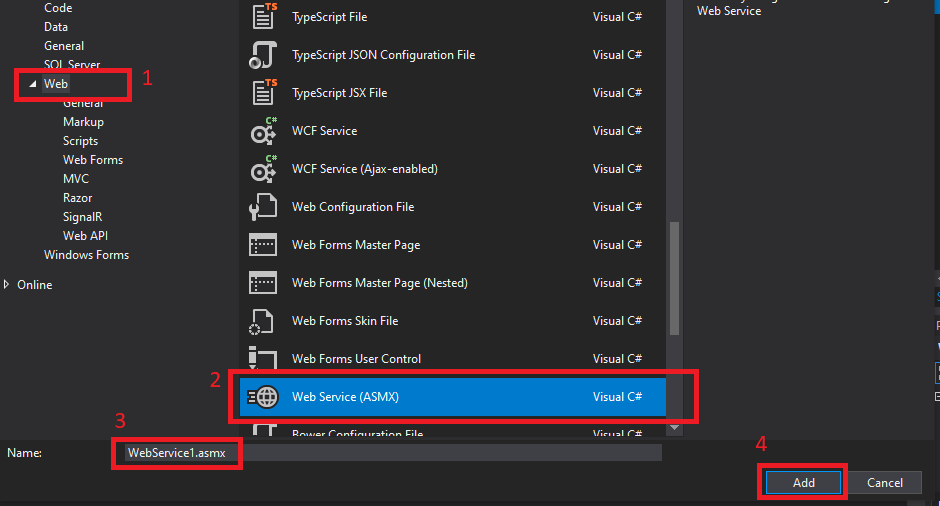 Code
Data
General
SQL Server
Web
1
General
Markup
Scripts
Web Forms
MVC
Razor
SignalR
Web API
Windows Forms
Online
TS
TypeScript File Visual C#
TypeScript JSON Configuration File Visual C#
TS
TypeScript JSX File Visual C#
C#
WCF Service Visual C#
C#
WCF Service (Ajax-enabled) Visual C#
Web Configuration File Visual C#
Web Forms Master Page Visual C#
Web Forms Master Page (Nested) Visual C#
Web Forms Skin File Visual C#
Web Forms User Control Visual C#
2
Web Service (ASMX) Visual C#
Bower Configuration File Visual C#
Web Service
3
Name: WebService1.asmx
4
Add Cancel